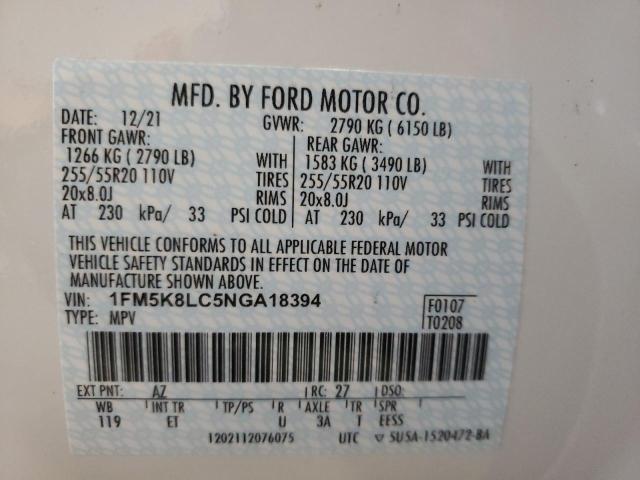 MFD. BY FORD MOTOR CO.
DATE: 12/21 GVWR: 2790 KG ( 6150 LB)
FRONT GAWR: REAR GAWR:
1266 KG ( 2790 LB) WITH 1583 KG ( 3490 LB) WITH
255/55R20 110V TIRES 255/55R20 110V TIRES
20x8.0J RIMS 20x8.0J RIMS
AT 230 kPa/ 33 PSI COLD AT 230 kPa/ 33 PSI COLD
THIS VEHICLE CONFORMS TO ALL APPLICABLE FEDERAL MOTOR
VEHICLE SAFETY STANDARDS IN EFFECT ON THE DATE OF
MANUFACTURE SHOWN ABOVE.
VIN: 1FM5K8LC5NGA18394 F0107
TYPE: MPV T0208
EXT PNT: AZ RC: 27 DSO:
WB INT TR TP/PS R AXLE TR SPR
119 ET U 3A T EESS
1202112076075 UTC ▽ SU5A-1520472-BA